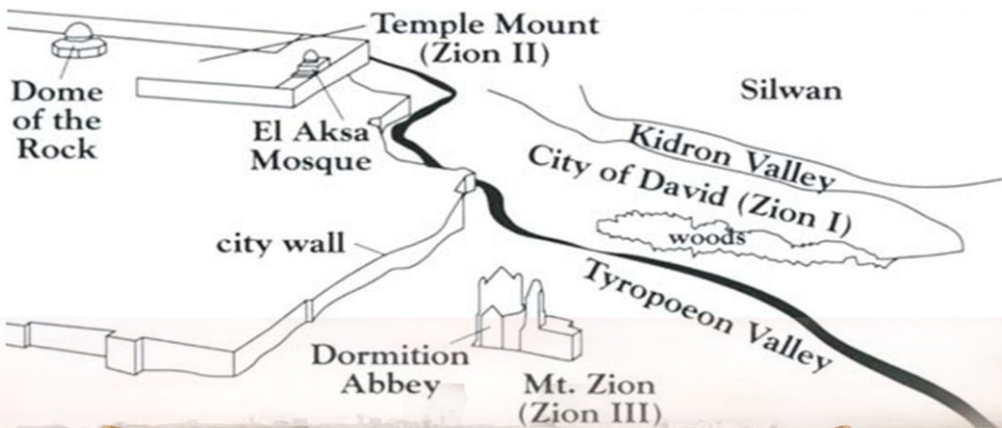 Temple Mount
(Zion II)
Dome
of the
Rock
El Aksa
Mosque
Silwan
Kidron Valley
City of David (Zion I)
woods
city wall
Tyropoeon Valley
Dormition
Abbey
Mt. Zion
(Zion III)